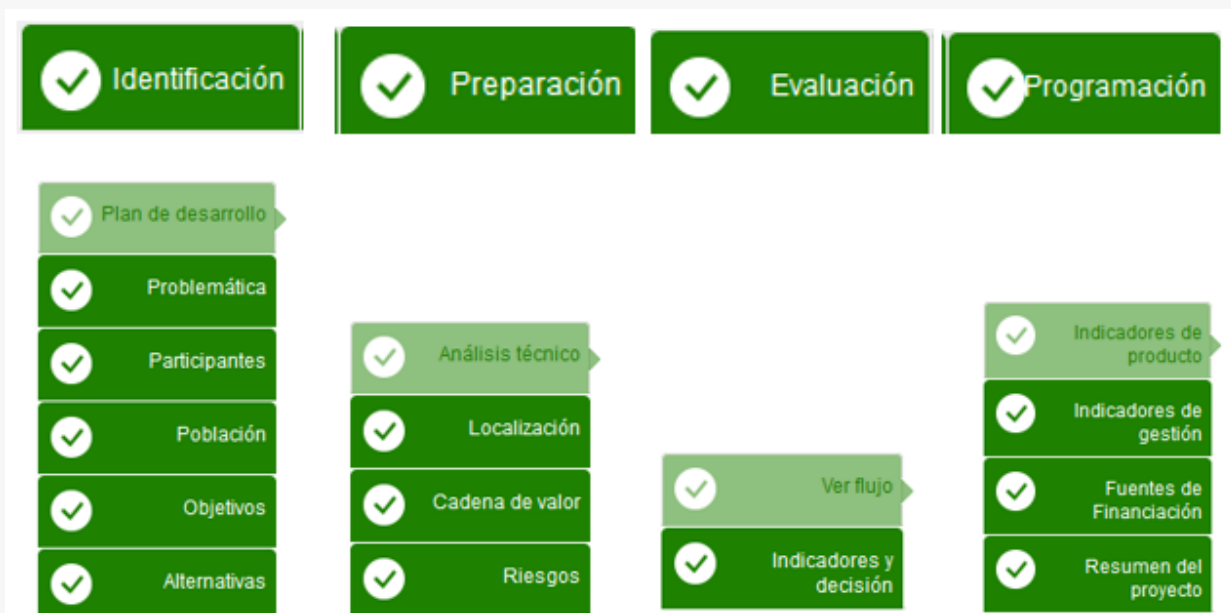 Identificación
Preparación
Evaluación
Programación
Plan de desarrollo
Problemática
Participantes
Población
Objetivos
Alternativas
Análisis técnico
Localización
Cadena de valor
Riesgos
Ver flujo
Indicadores y
decisión
Indicadores de
producto
Indicadores de
gestión
Fuentes de
Financiación
Resumen del
proyecto